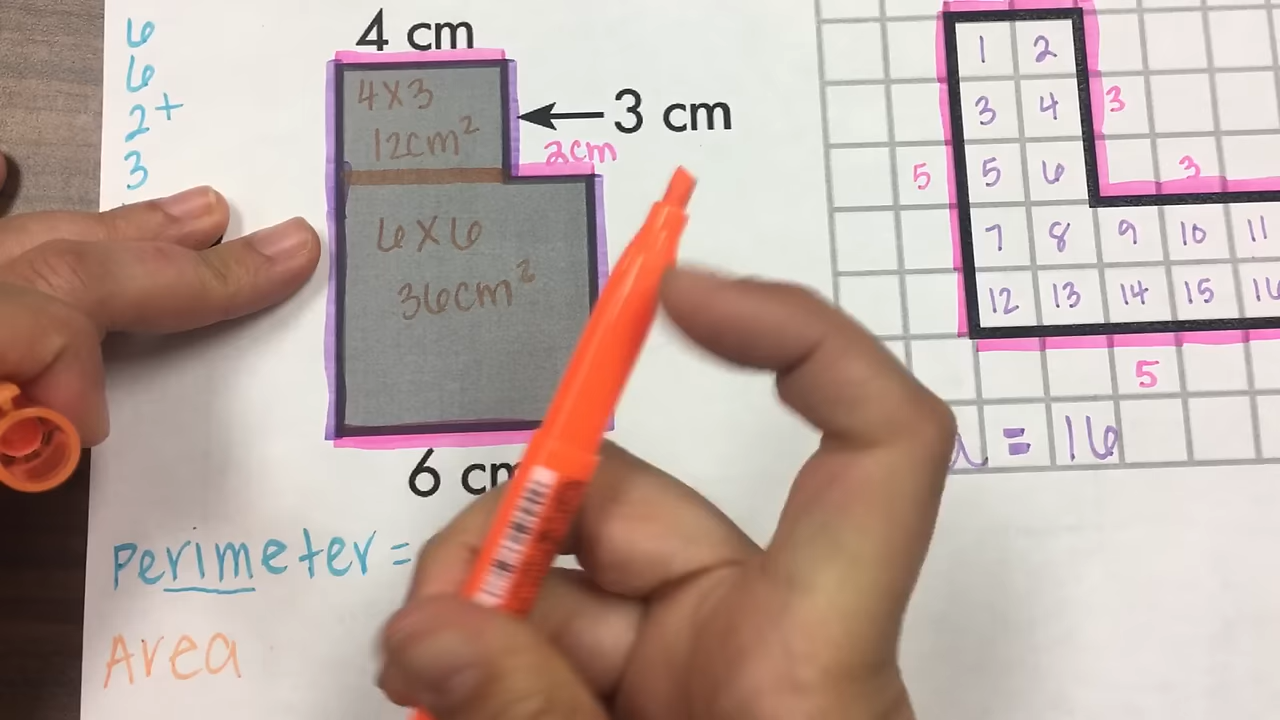 6
6
2+
3
4 cm
4x3
12cm²
3 cm
2cm
6x6
36cm²
6 cm
Perimeter =
Area
1 2
3 4 3
5 5 6 3
7 8 9 10 11
12 13 14 15 16
5
a = 16